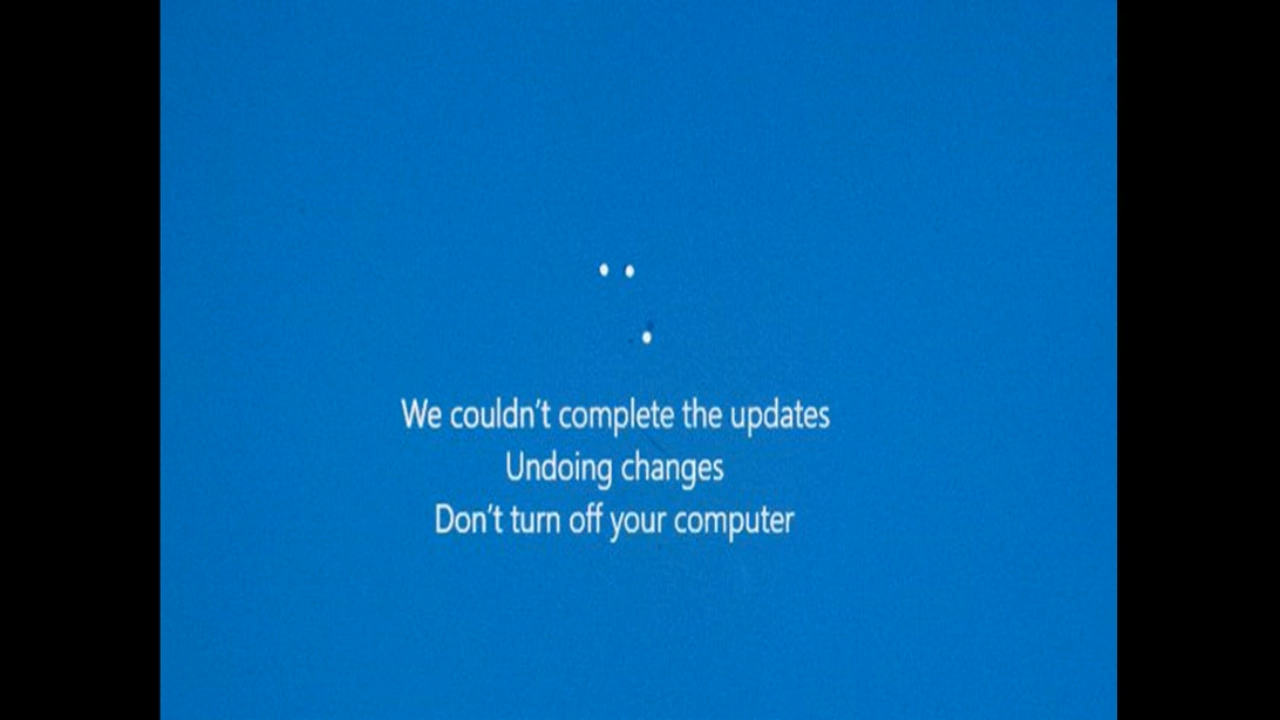 We couldn't complete the updates
Undoing changes
Don't turn off your computer